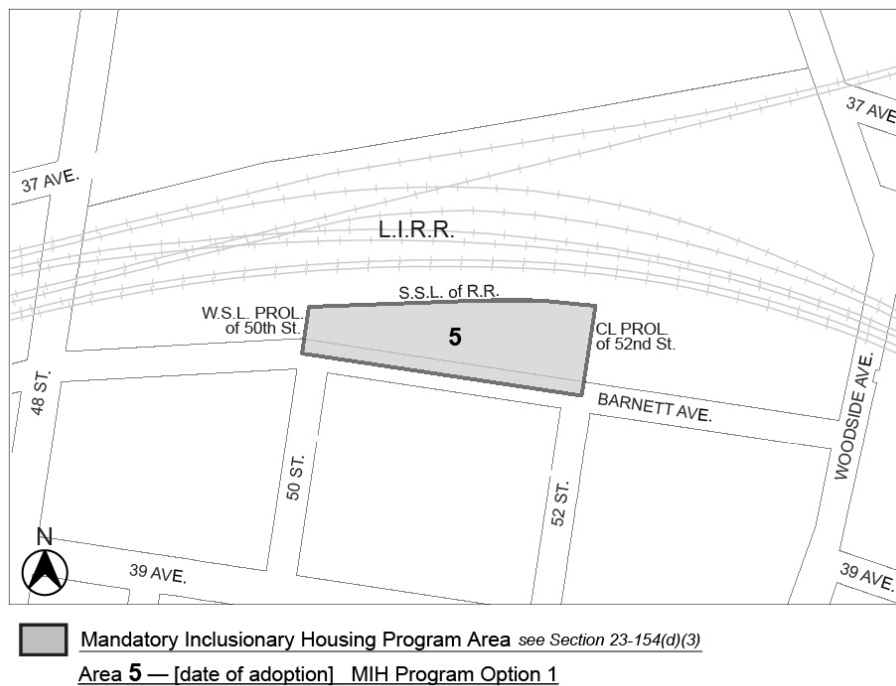 37 AVE.
37 AVE.
L.I.R.R.
S.S.L. of R.R.
W.S.L. PROL.
of 50th St.
5
CL PROL.
of 52nd St.
48 ST.
BARNETT AVE.
WOODSIDE AVE.
50 ST.
52 ST.
N
39 AVE.
39 AVE.
Mandatory Inclusionary Housing Program Area see Section 23-154(d)(3)
Area 5 — [date of adoption] MIH Program Option 1